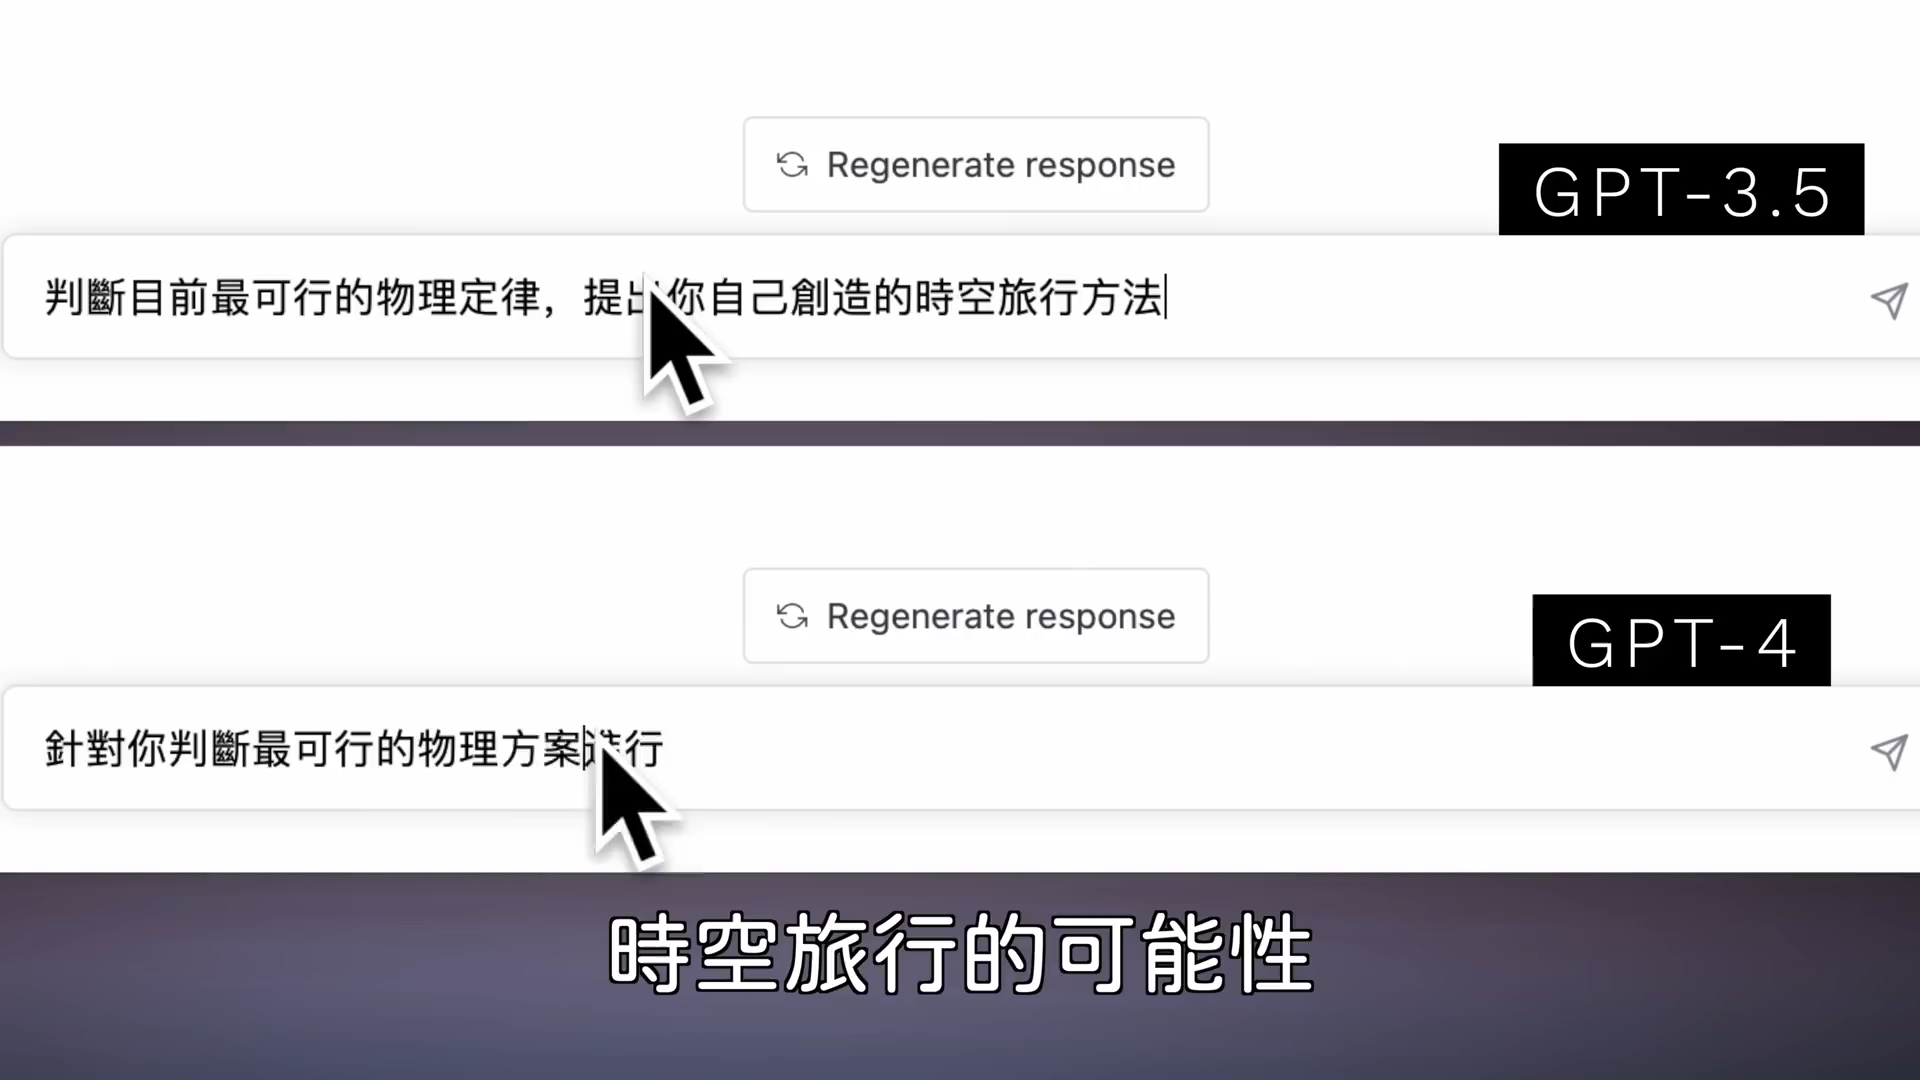 Regenerate response
GPT-3.5
判斷目前最可行的物理定律，提出你自己創造的時空旅行方法
Regenerate response
GPT-4
針對你判斷最可行的物理方案進行
時空旅行的可能性